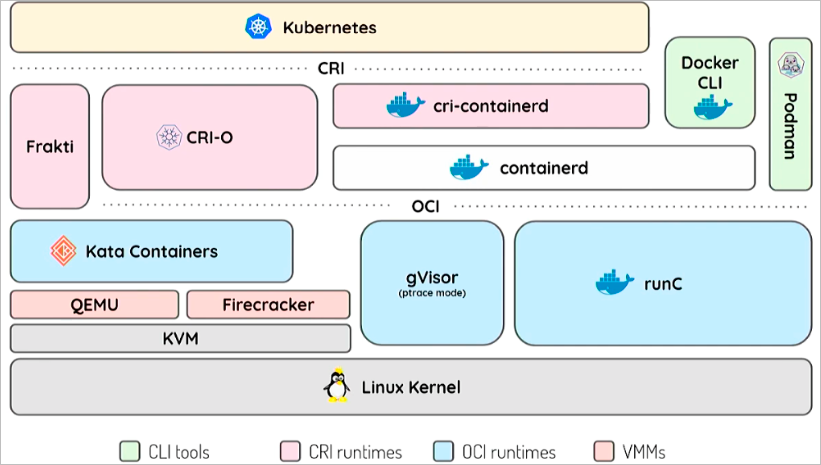 Kubernetes
CRI
Docker
CLI
Podman
Frakti
CRI-O
cri-containerd
containerd
OCI
Kata Containers
gVisor
(ptrace mode)
runC
QEMU
Firecracker
KVM
Linux Kernel
CLI tools
CRI runtimes
OCI runtimes
VMMs